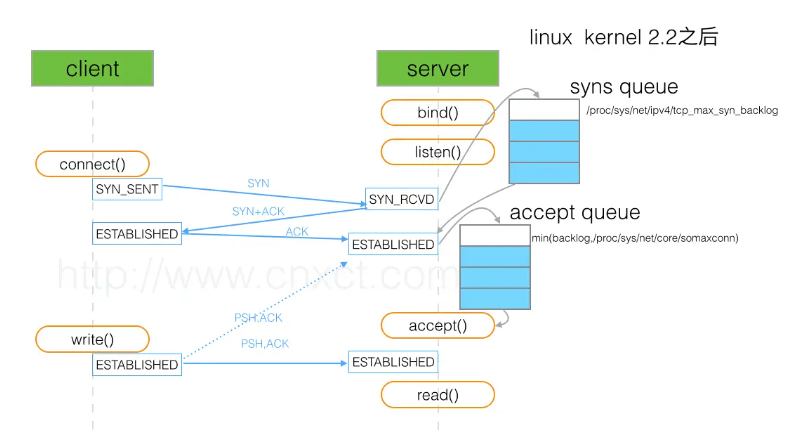 linux kernel 2.2之后
client
server
syns queue
/proc/sys/net/ipv4/tcp_max_syn_backlog
bind()
listen()
connect()
SYN_SENT
SYN
SYN_RCVD
SYN+ACK
accept queue
min(backlog,/proc/sys/net/core/somaxconn)
ESTABLISHED
ACK
ESTABLISHED
http://www.cnxct.com
PSH,ACK
accept()
write()
PSH,ACK
ESTABLISHED
ESTABLISHED
read()